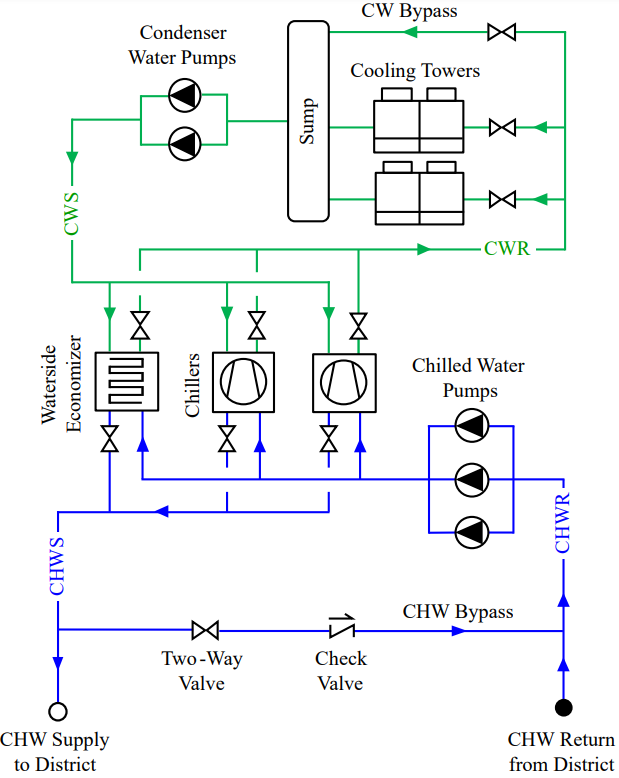 CW Bypass
Condenser
Water Pumps
Cooling Towers
Sump
CWS
CWR
Waterside
Economizer
Chillers
Chilled Water
Pumps
CHWS
CHWR
CHW Bypass
Two-Way
Valve
Check
Valve
CHW Supply
to District
CHW Return
from District